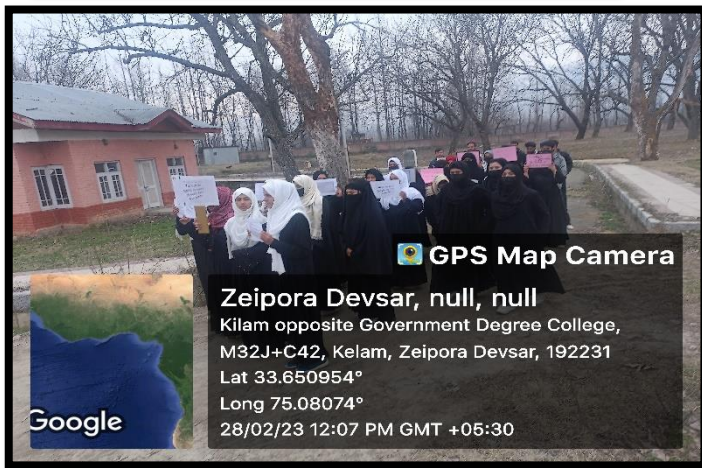 GPS Map Camera
Zeipora Devsar, null, null
Kilam opposite Government Degree College,
M32J+C42, Kelam, Zeipora Devsar, 192231
Lat 33.650954°
Long 75.08074°
28/02/23 12:07 PM GMT +05:30
Google